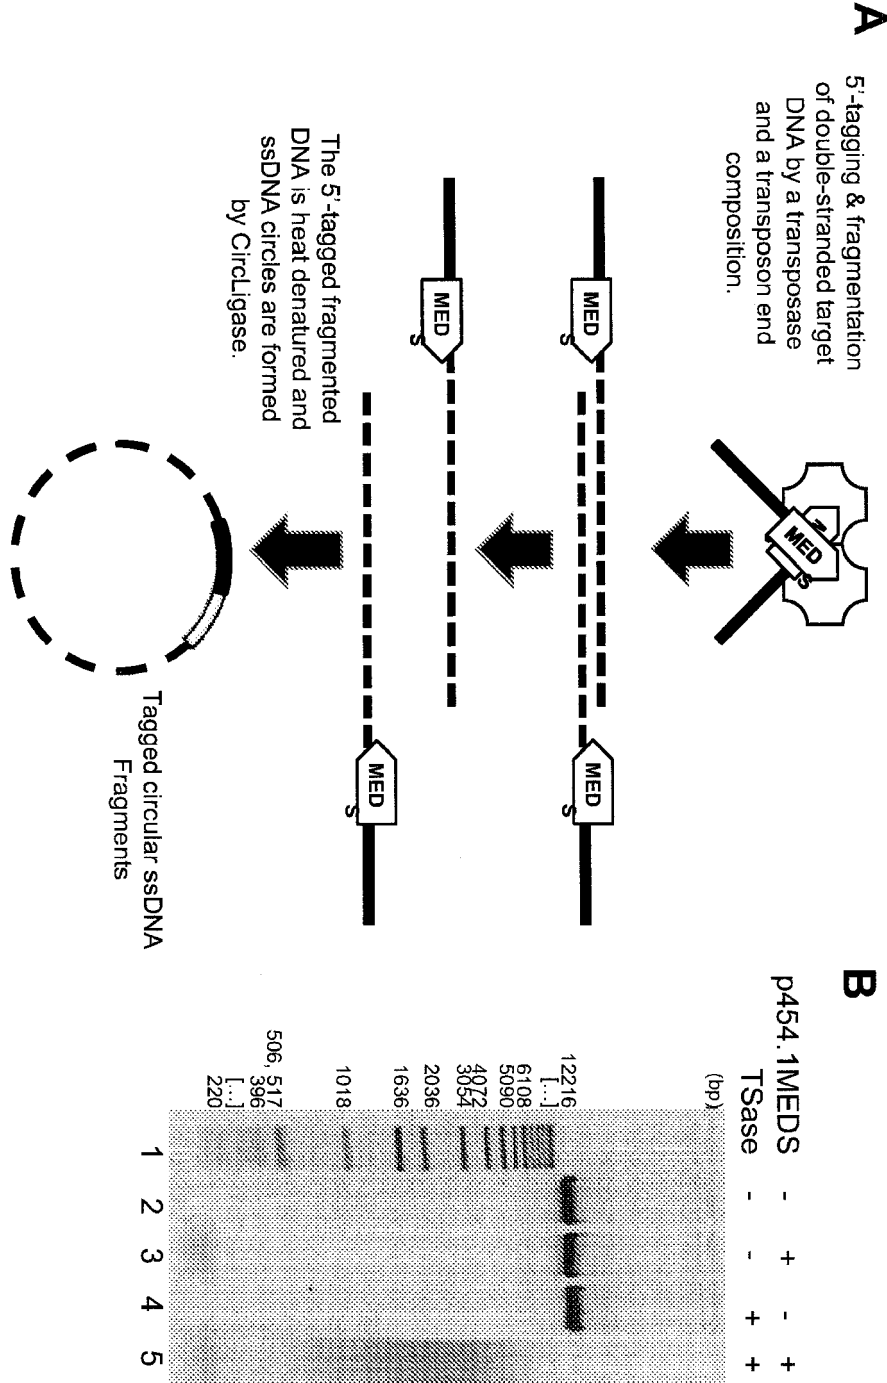 A
5'-tagging & fragmentation
of double-stranded target
DNA by a transposase
and a transposon end
composition.
MED
S
MED
S
MED
S
MED
S
MED
S
The 5'-tagged fragmented
DNA is heat denatured and
ssDNA circles are formed
by CircLigase.
Tagged circular ssDNA
Fragments
B
p454.1MEDS - + - +
TSase - - + +
(bp)
12216
[...]
6108
5090
4072
3054
2036
1636
1018
506, 517
396
[...]
220
1 2 3 4 5